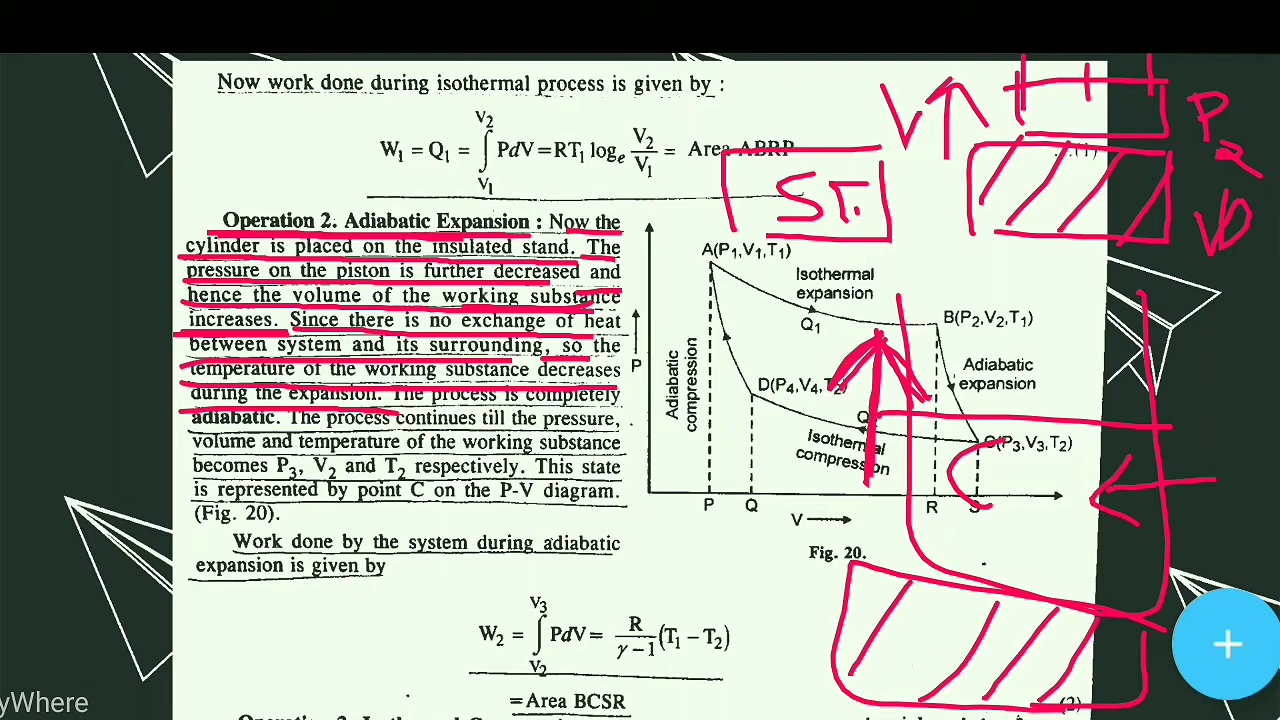 Now work done during isothermal process is given by :
W₁ = Q₁ = ∫ V₁ V₂ PdV = RT₁ logₑ V₂/V₁ = Area ABRP ...(1)
Operation 2. Adiabatic Expansion : Now the
cylinder is placed on the insulated stand. The
pressure on the piston is further decreased and
hence the volume of the working substance
increases. Since there is no exchange of heat
between system and its surrounding, so the
temperature of the working substance decreases
during the expansion. The process is completely
adiabatic. The process continues till the pressure,
volume and temperature of the working substance
becomes P₃, V₂ and T₂ respectively. This state
is represented by point C on the P-V diagram.
(Fig. 20).
Work done by the system during adiabatic
expansion is given by
W₂ = ∫ V₂ V₃ PdV = R/γ−1 (T₁ − T₂)
= Area BCSR
(2)
A(P₁,V₁,T₁)
Isothermal
expansion
Q₁
B(P₂,V₂,T₁)
P
Adiabatic
compression
D(P₄,V₄,T₂)
Adiabatic
expansion
Isothermal
compression
C(P₃,V₃,T₂)
P Q R S
V
Fig. 20.
V
ST.
P
yWhere
+